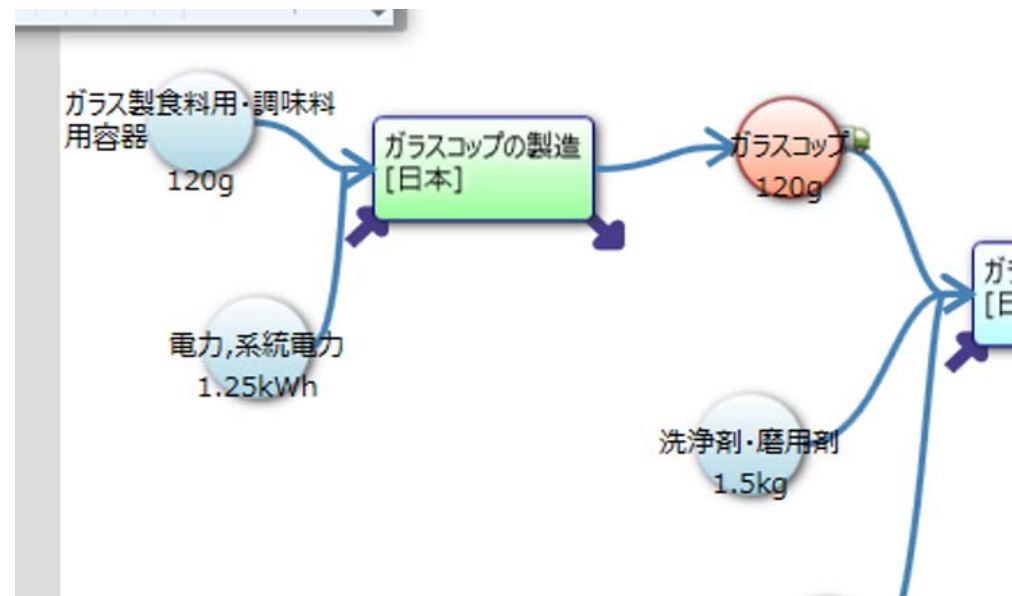 ガラス製食料用・調味料
用容器
120g
ガラスコップの製造
[日本]
ガラスコップ
120g
電力,系統電力
1.25kWh
洗浄剤・磨用剤
1.5kg